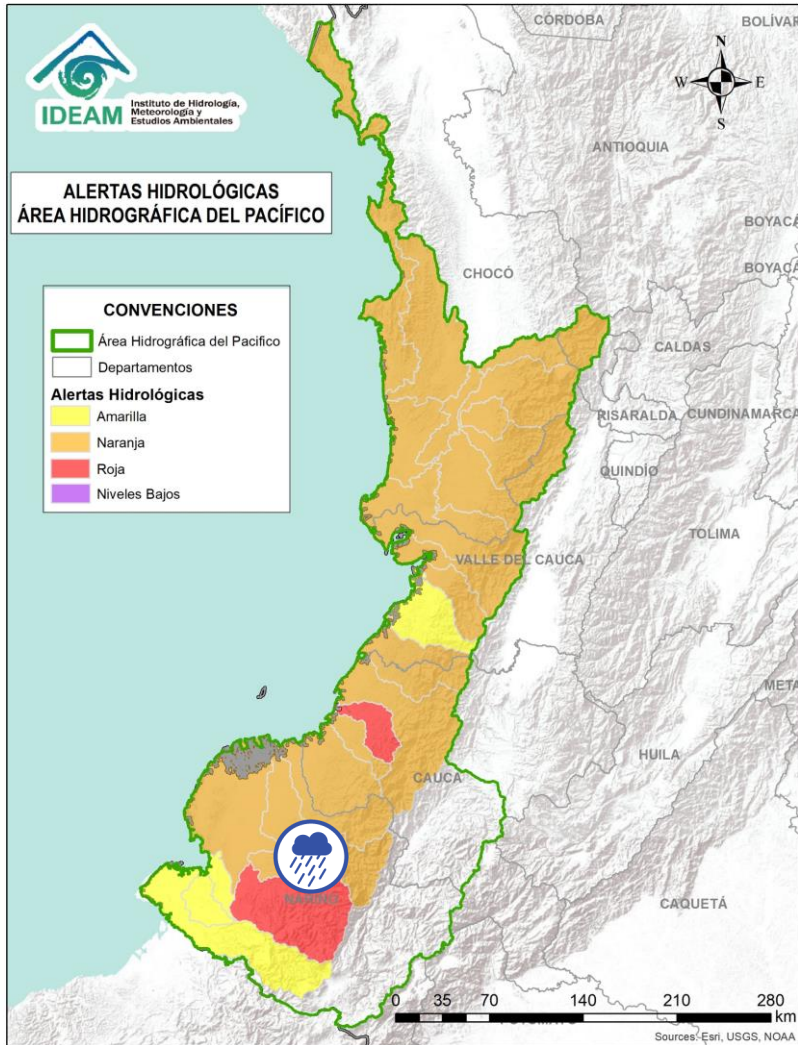 CÓRDOBA
BOLÍVAR
IDEAM
Instituto de Hidrología,
Meteorología y
Estudios Ambientales
N
W
E
S
ANTIOQUIA
ALERTAS HIDROLÓGICAS
ÁREA HIDROGRÁFICA DEL PACÍFICO
BOYACÁ
BOYACÁ
CHOCÓ
CONVENCIONES
Área Hidrográfica del Pacifico
Departamentos
Alertas Hidrológicas
Amarilla
Naranja
Roja
Niveles Bajos
CALDAS
RISARALDA
CUNDINAMARCA
QUINDÍO
TOLIMA
VALLE DEL CAUCA
META
HUILA
CAUCA
NARIÑO
CAQUETÁ
0 35 70 140 210 280
km
PUTUMAYO
Sources: Esri, USGS, NOAA